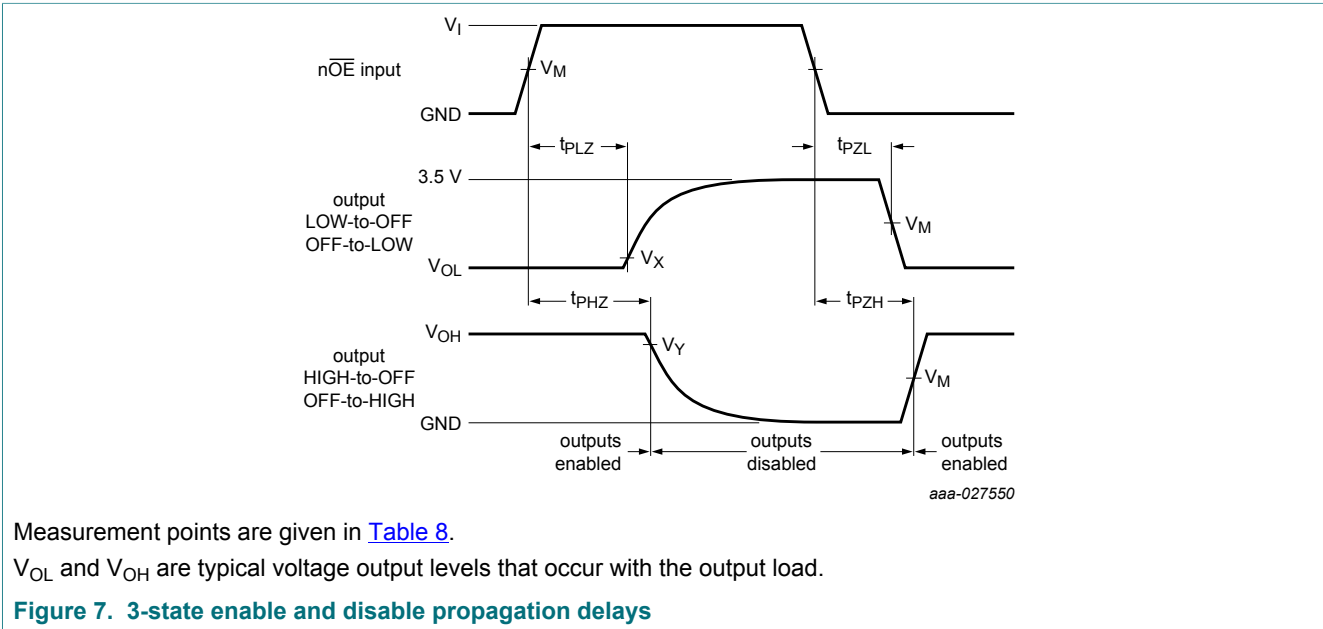 V_I
nOE input
V_M
GND
t_PLZ
t_PZL
3.5 V
output
LOW-to-OFF
OFF-to-LOW
V_M
V_X
V_OL
t_PHZ
t_PZH
V_OH
output
HIGH-to-OFF
OFF-to-HIGH
V_Y
V_M
GND
outputs
enabled
outputs
disabled
outputs
enabled
aaa-027550
Measurement points are given in Table 8.
V_OL and V_OH are typical voltage output levels that occur with the output load.
Figure 7. 3-state enable and disable propagation delays